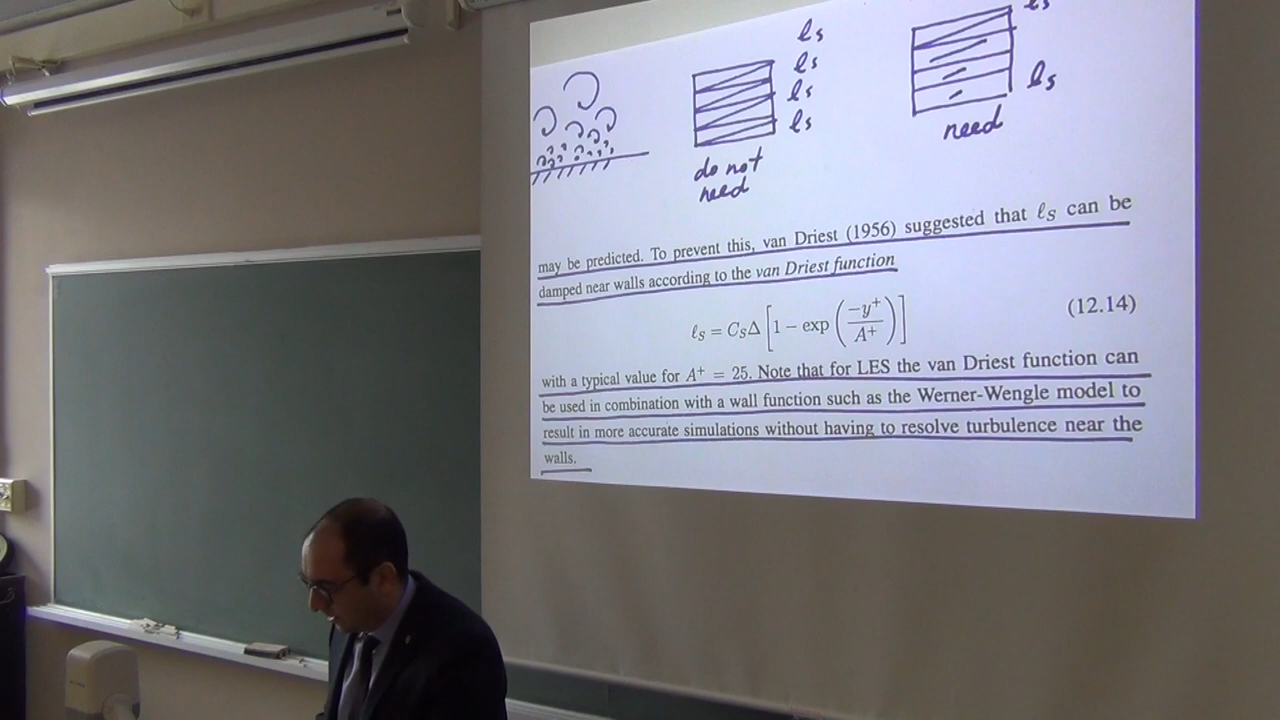 ls
ls
ls
ls
do not
need
ls
ls
need
may be predicted. To prevent this, van Driest (1956) suggested that ℓS can be
damped near walls according to the van Driest function
ℓS = CSΔ [1 − exp (−y+ / A+)] (12.14)
with a typical value for A+ = 25. Note that for LES the van Driest function can
be used in combination with a wall function such as the Werner-Wengle model to
result in more accurate simulations without having to resolve turbulence near the
walls.